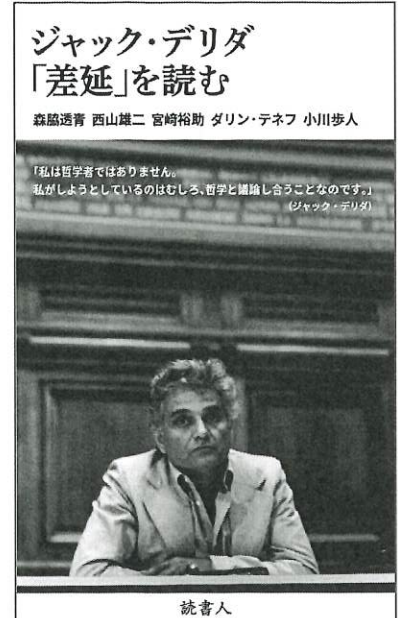 ジャック・デリダ
「差延」を読む
森脇透青 西山雄二 宮﨑裕助 ダリン・テネフ 小川歩人
「私は哲学者ではありません。
私がしようとしているのはむしろ、哲学と議論し合うことなのです。」
（ジャック・デリダ）
読書人